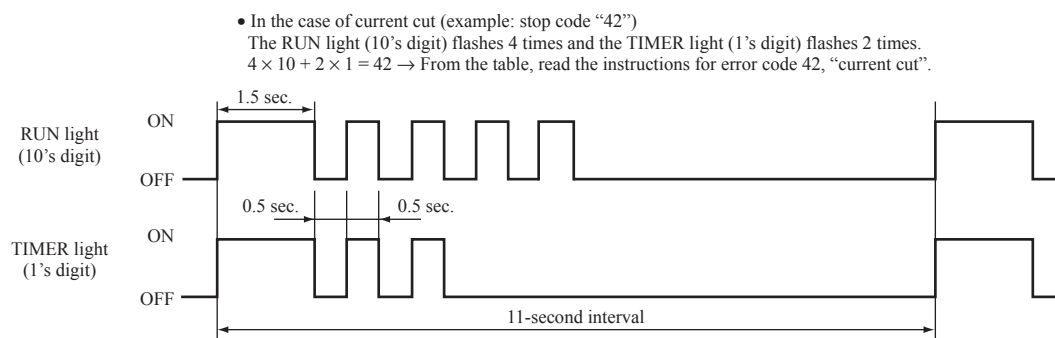 • In the case of current cut (example: stop code “42”)
The RUN light (10’s digit) flashes 4 times and the TIMER light (1’s digit) flashes 2 times.
4 × 10 + 2 × 1 = 42 → From the table, read the instructions for error code 42, “current cut”.
1.5 sec.
RUN light
(10’s digit)
ON
OFF
0.5 sec.
0.5 sec.
TIMER light
(1’s digit)
ON
OFF
11-second interval